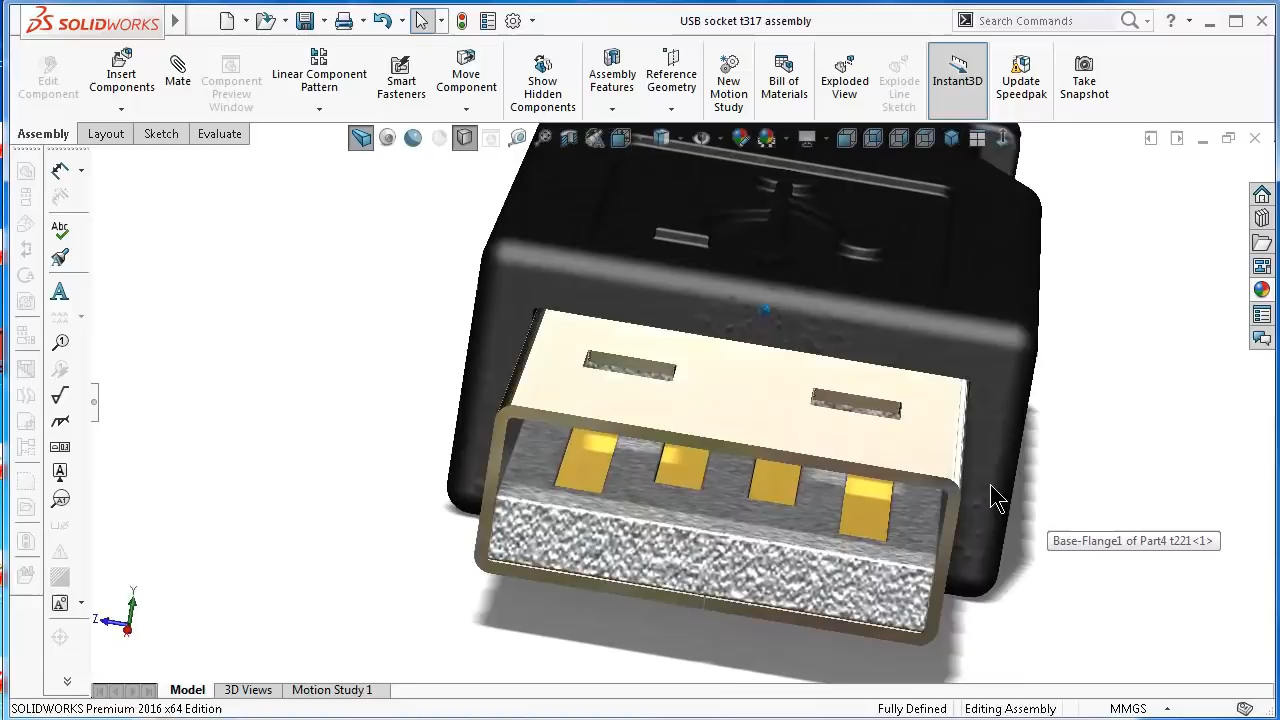 SOLIDWORKS
USB socket t317 assembly
Search Commands
?
Edit Component
Insert Components
Mate
Component Preview Window
Linear Component Pattern
Smart Fasteners
Move Component
Show Hidden Components
Assembly Features
Reference Geometry
New Motion Study
Bill of Materials
Exploded View
Explode Line Sketch
Instant3D
Update Speedpak
Take Snapshot
Assembly
Layout
Sketch
Evaluate
Abc
A
Base-Flange1 of Part4 t221<1>
Y
Z
Model
3D Views
Motion Study 1
SOLIDWORKS Premium 2016 x64 Edition
Fully Defined
Editing Assembly
MMGS